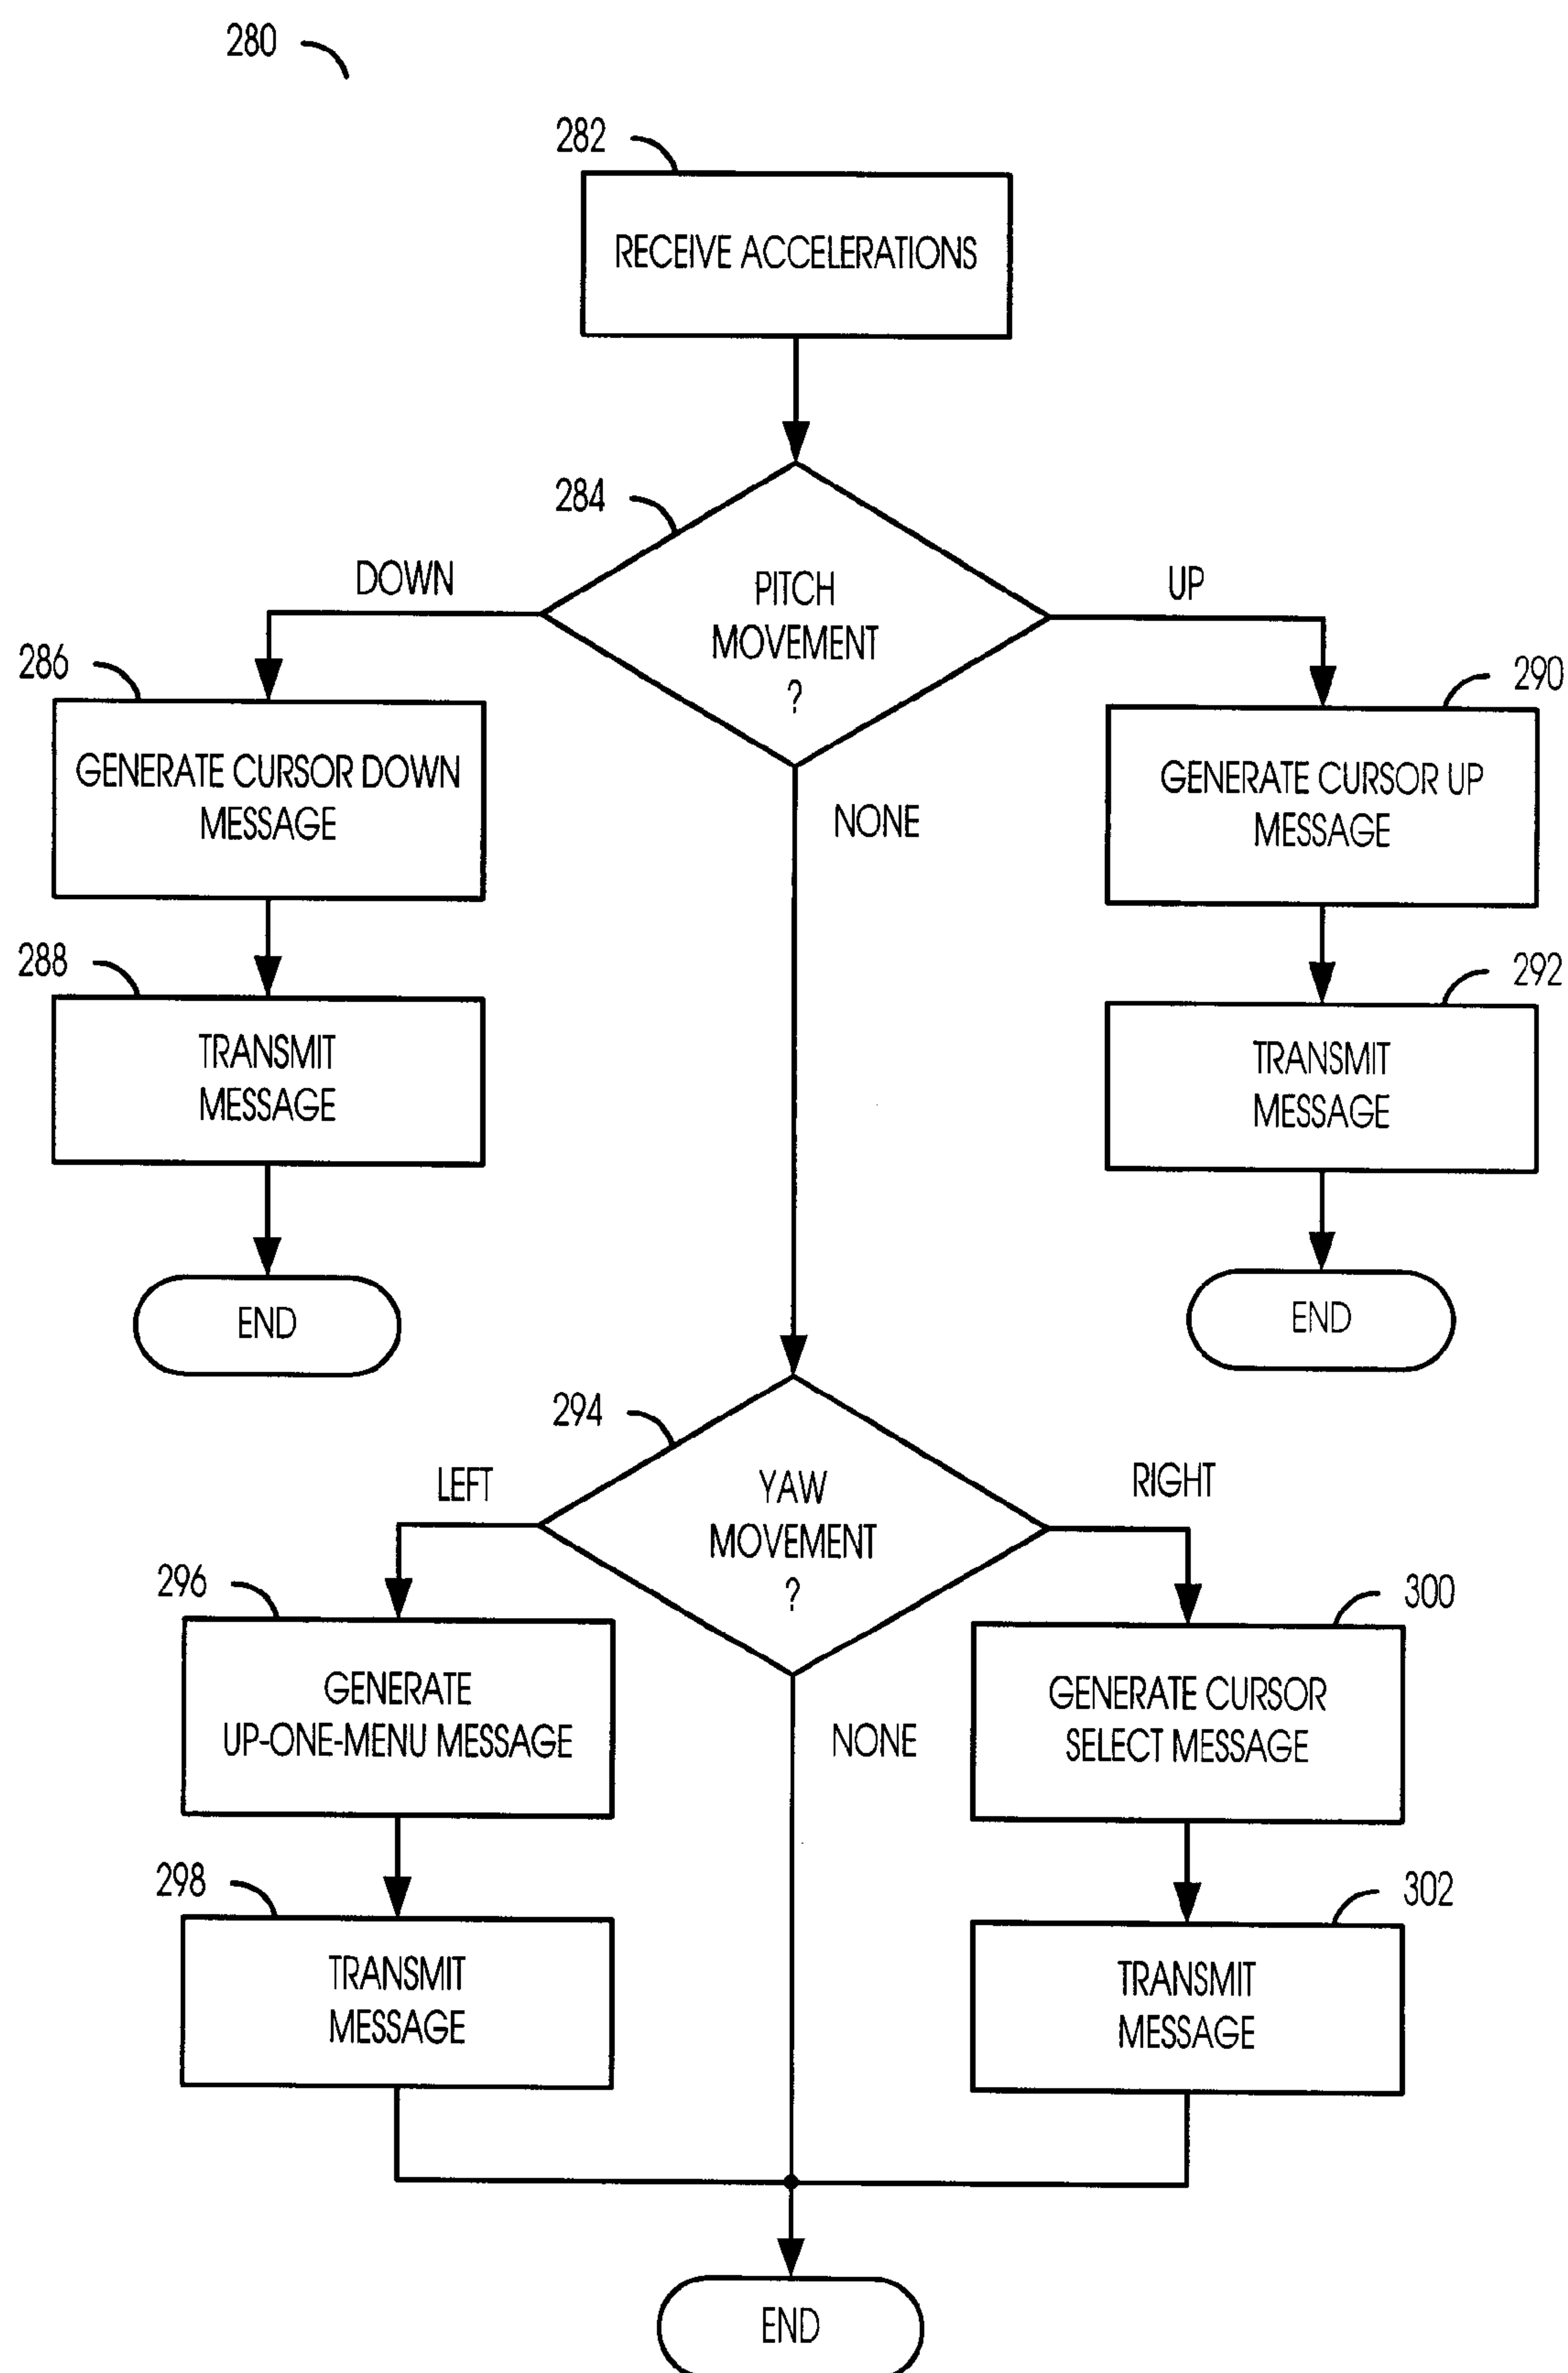 280
282
RECEIVE ACCELERATIONS
284
PITCH
MOVEMENT
?
DOWN
UP
NONE
286
GENERATE CURSOR DOWN
MESSAGE
290
GENERATE CURSOR UP
MESSAGE
288
TRANSMIT
MESSAGE
292
TRANSMIT
MESSAGE
END
END
294
YAW
MOVEMENT
?
LEFT
RIGHT
NONE
296
GENERATE
UP-ONE-MENU MESSAGE
300
GENERATE CURSOR
SELECT MESSAGE
298
TRANSMIT
MESSAGE
302
TRANSMIT
MESSAGE
END